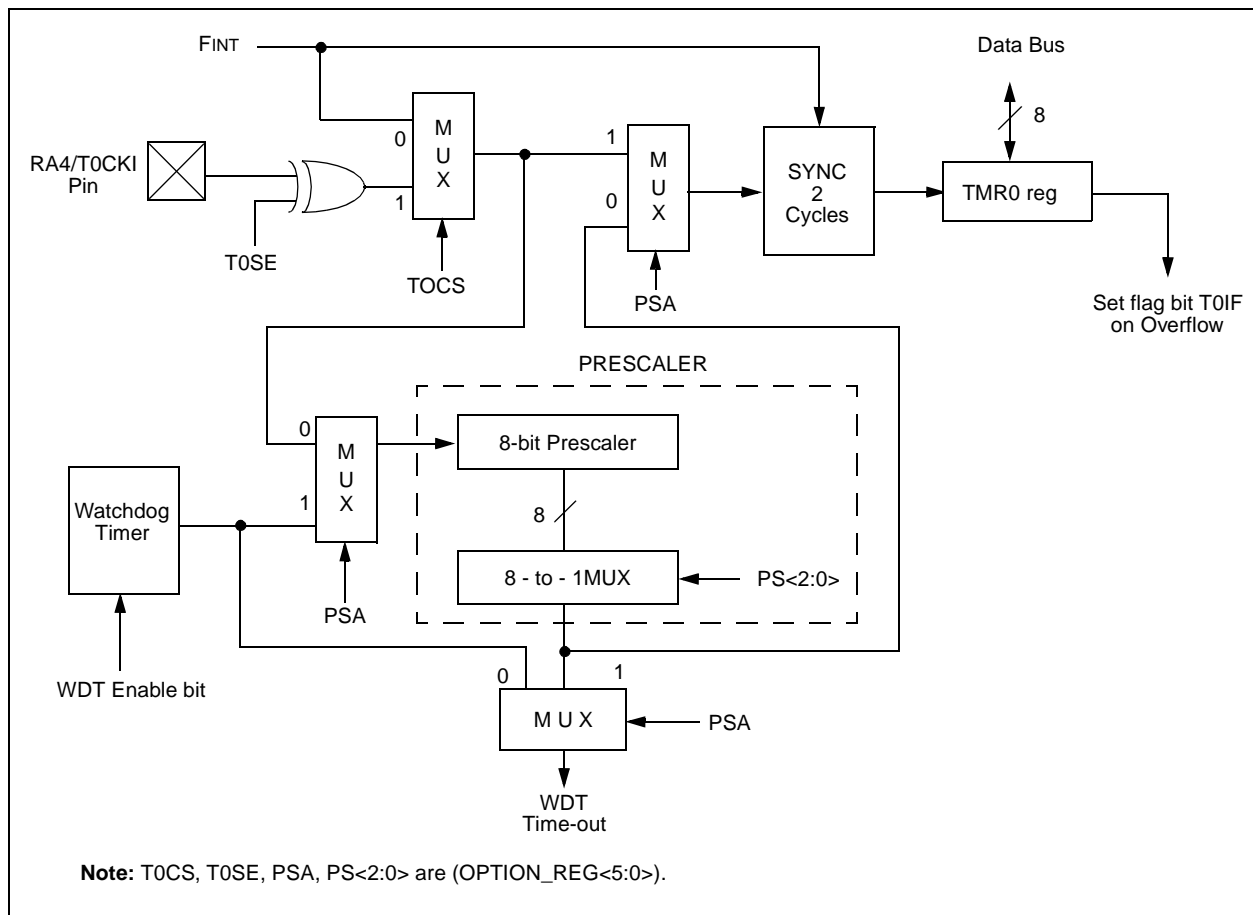 FINT
Data Bus
8
0
M
U
X
1
M
U
X
0
SYNC
2
Cycles
TMR0 reg
RA4/T0CKI
Pin
1
T0SE
TOCS
PSA
Set flag bit T0IF
on Overflow
PRESCALER
0
M
U
X
1
8-bit Prescaler
Watchdog
Timer
8
8 - to - 1MUX
PS<2:0>
PSA
WDT Enable bit
0
1
M U X
PSA
WDT
Time-out
Note: T0CS, T0SE, PSA, PS<2:0> are (OPTION_REG<5:0>).